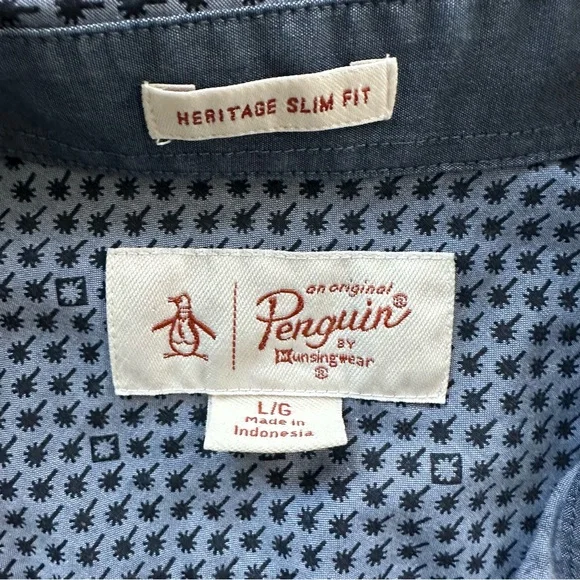 HERITAGE SLIM FIT
an original
Penguin®
BY
Munsingwear
®
L/G
Made in
Indonesia